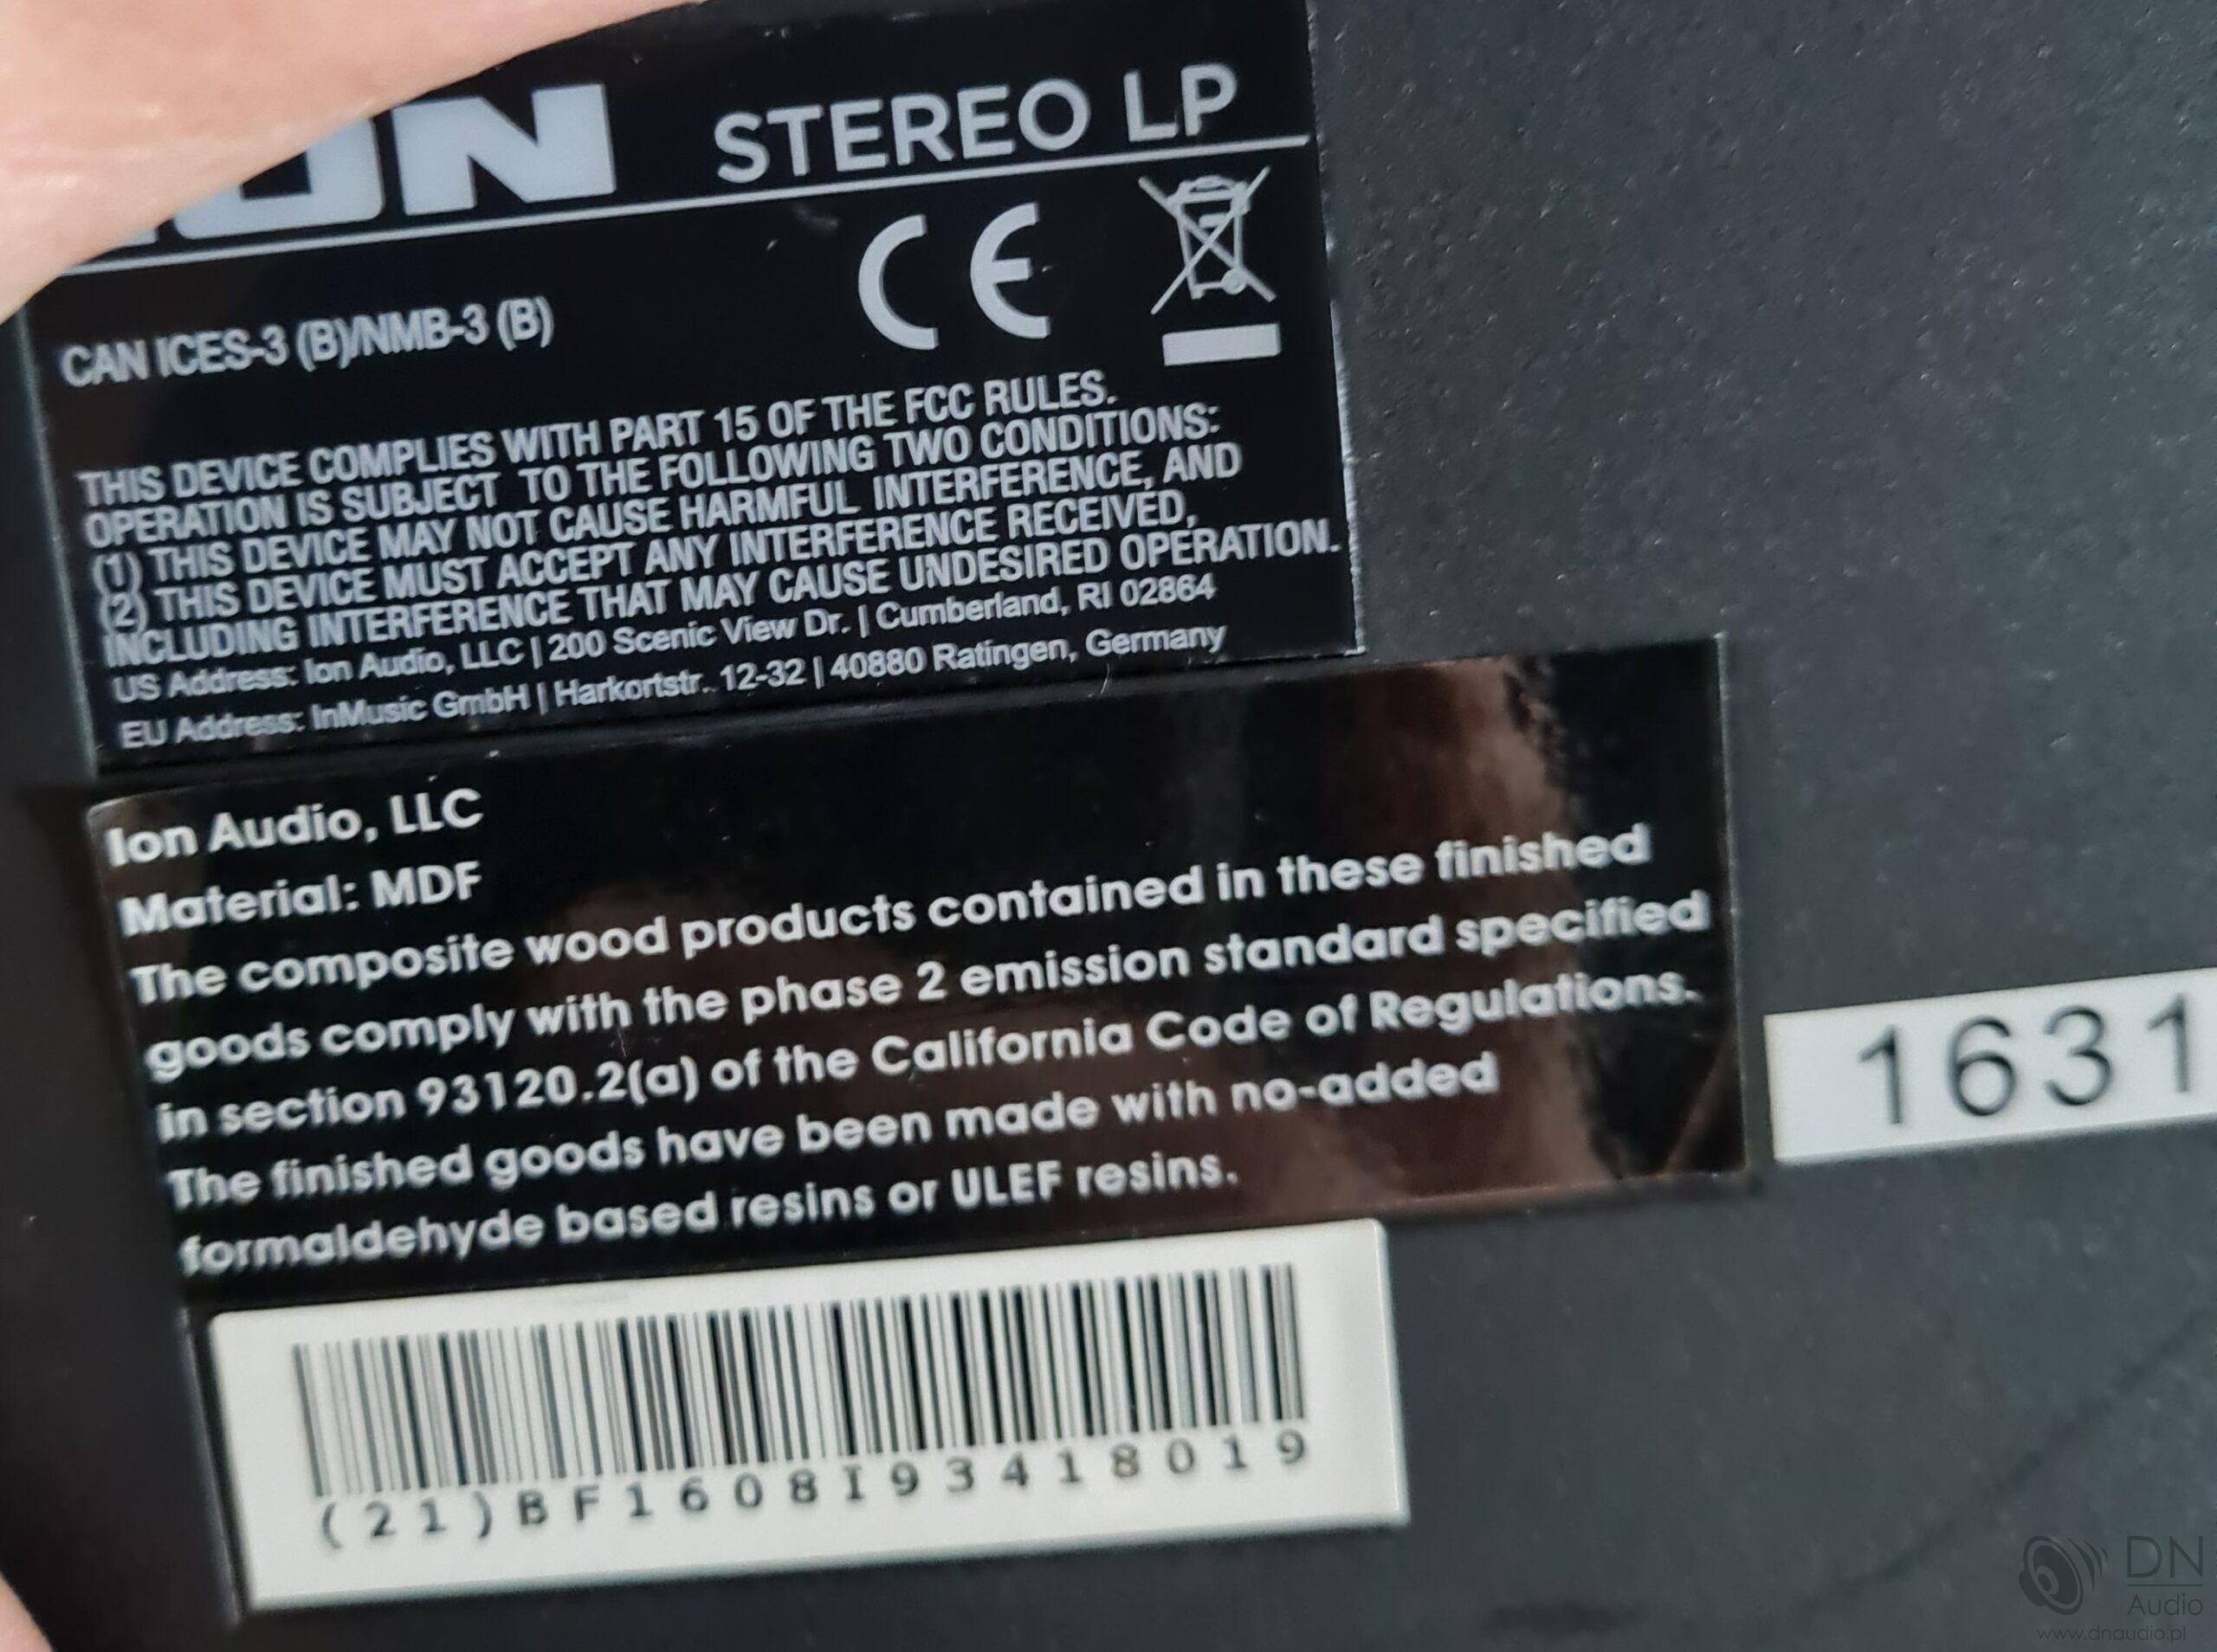 ION STEREO LP
CE
CAN ICES-3 (B)/NMB-3 (B)
THIS DEVICE COMPLIES WITH PART 15 OF THE FCC RULES.
OPERATION IS SUBJECT TO THE FOLLOWING TWO CONDITIONS:
(1) THIS DEVICE MAY NOT CAUSE HARMFUL INTERFERENCE, AND
(2) THIS DEVICE MUST ACCEPT ANY INTERFERENCE RECEIVED,
INCLUDING INTERFERENCE THAT MAY CAUSE UNDESIRED OPERATION.
US Address: Ion Audio, LLC | 200 Scenic View Dr. | Cumberland, RI 02864
EU Address: InMusic GmbH | Harkortstr. 12-32 | 40880 Ratingen, Germany
Ion Audio, LLC
Material: MDF
The composite wood products contained in these finished
goods comply with the phase 2 emission standard specified
in section 93120.2(a) of the California Code of Regulations.
The finished goods have been made with no-added
formaldehyde based resins or ULEF resins.
1631
(21)BF1608I93418019
DN
Audio
www.dnaudio.pl